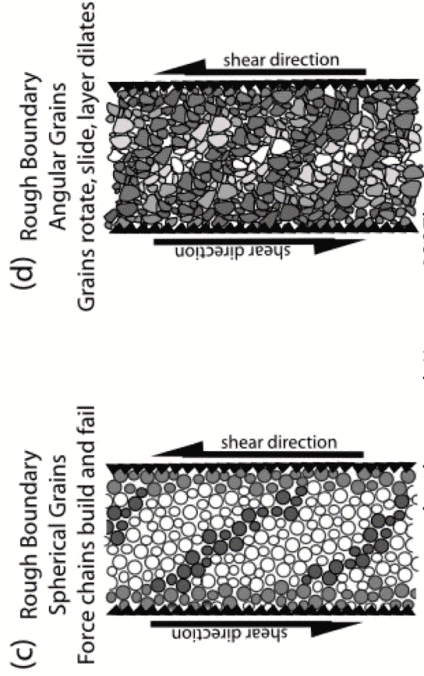 (c) Rough Boundary
Spherical Grains
Force chains build and fail
shear direction
shear direction
(d) Rough Boundary
Angular Grains
Grains rotate, slide, layer dilates
shear direction
shear direction